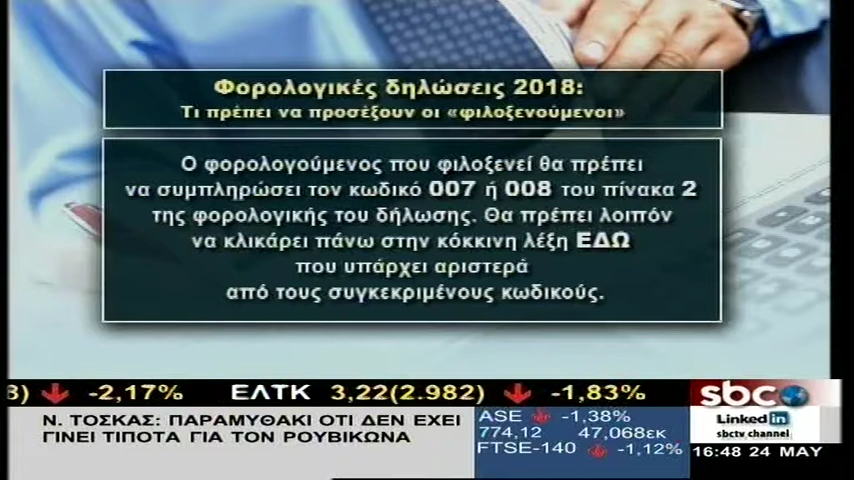 Φορολογικές δηλώσεις 2018:
Τι πρέπει να προσέξουν οι «φιλοξενούμενοι»
Ο φορολογούμενος που φιλοξενεί θα πρέπει
να συμπληρώσει τον κωδικό 007 ή 008 του πίνακα 2
της φορολογικής του δήλωσης. Θα πρέπει λοιπόν
να κλικάρει πάνω στην κόκκινη λέξη ΕΔΩ
που υπάρχει αριστερά
από τους συγκεκριμένους κωδικούς.
8) -2,17% ΕΛΤΚ 3,22(2.982) -1,83%
sbc
Ν. ΤΟΣΚΑΣ: ΠΑΡΑΜΥΘΑΚΙ ΟΤΙ ΔΕΝ ΕΧΕΙ
ΓΙΝΕΙ ΤΙΠΟΤΑ ΓΙΑ ΤΟΝ ΡΟΥΒΙΚΩΝΑ
ASE -1,38%
774,12 47,068εκ
FTSE-140 -1,12%
Linked in
sbctv channel
16:48 24 MAY